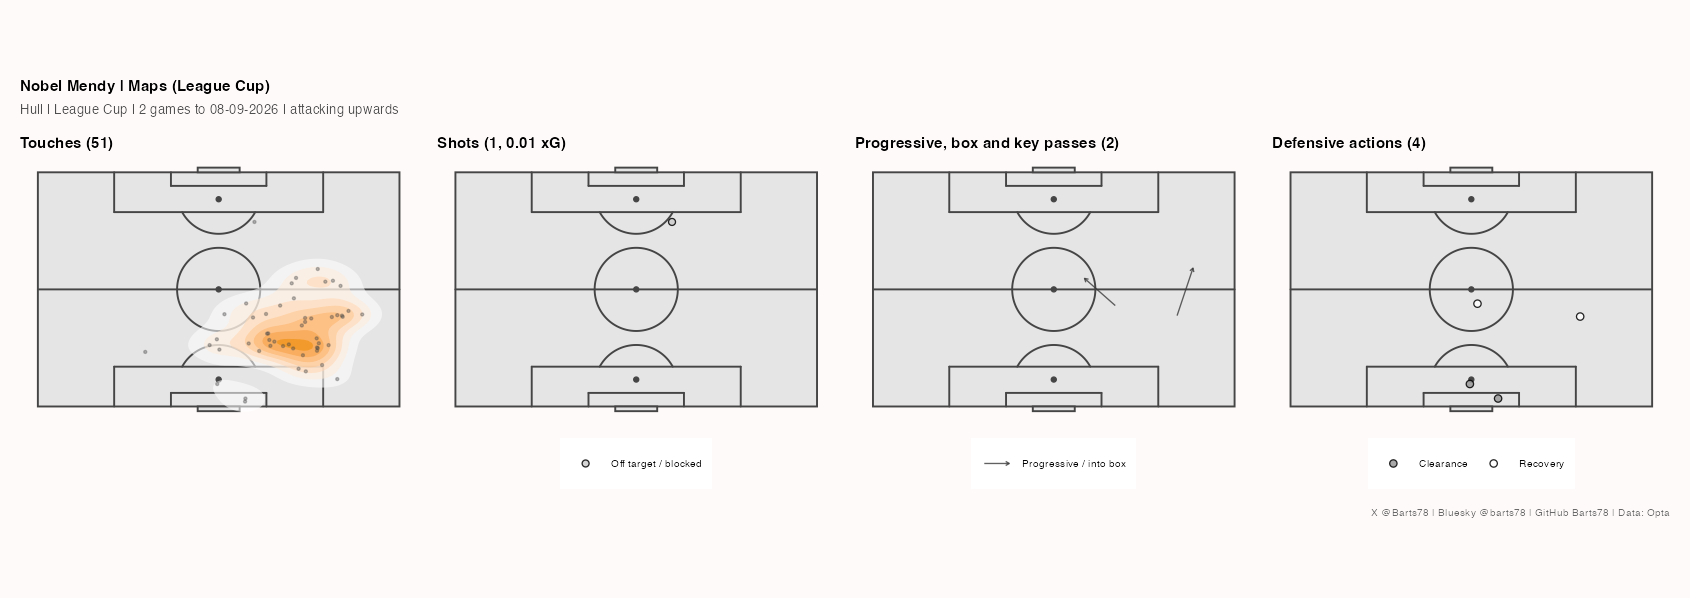 Nobel Mendy | Maps (League Cup)
Hull | League Cup | 2 games to 08-09-2026 | attacking upwards
Touches (51)
Shots (1, 0.01 xG)
Progressive, box and key passes (2)
Defensive actions (4)
Off target / blocked
Progressive / into box
Clearance
Recovery
X @Barts78 | Bluesky @barts78 | GitHub Barts78 | Data: Opta